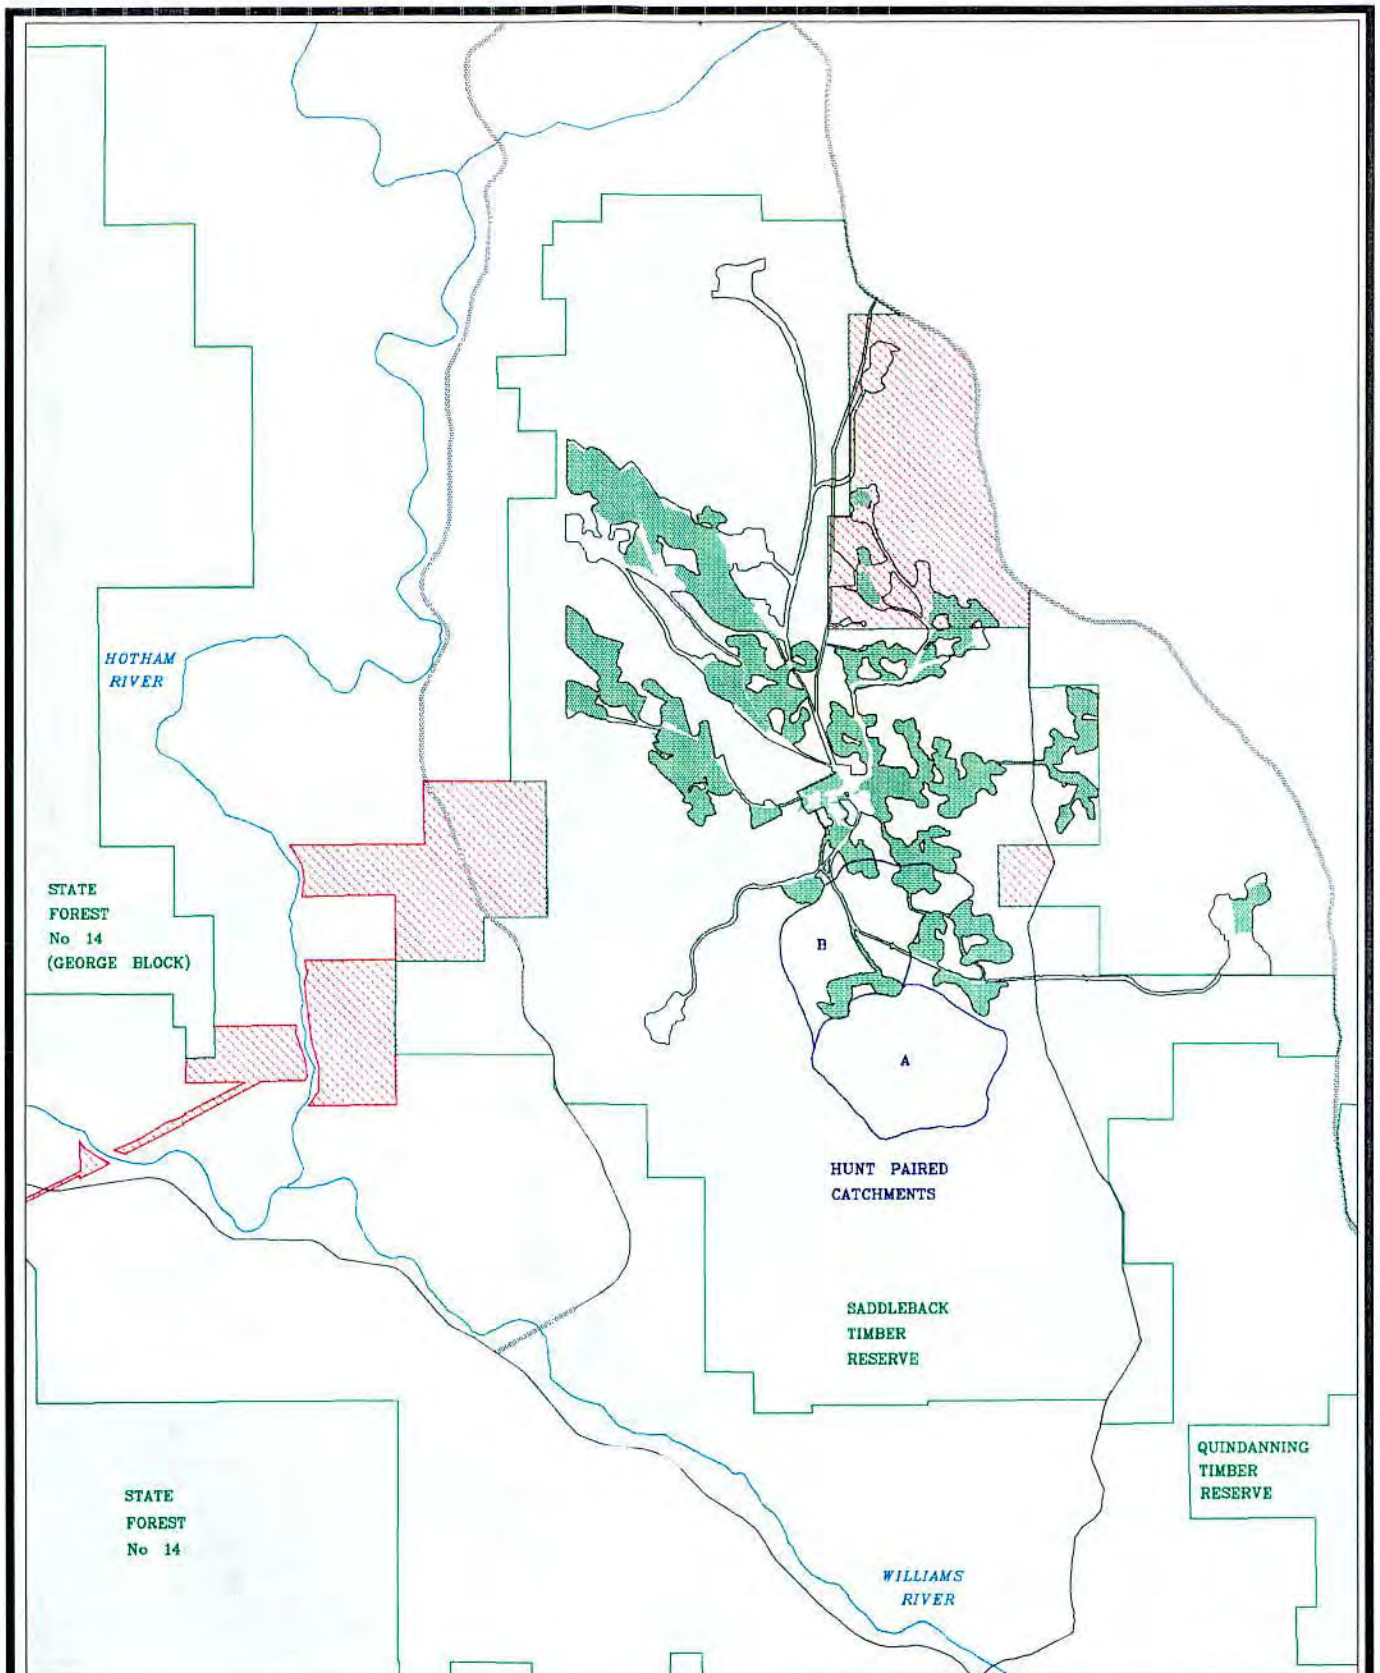 HOTHAM
RIVER
STATE
FOREST
No 14
(GEORGE BLOCK)
B
A
HUNT PAIRED
CATCHMENTS
SADDLEBACK
TIMBER
RESERVE
QUINDANNING
TIMBER
RESERVE
STATE
FOREST
No 14
WILLIAMS
RIVER